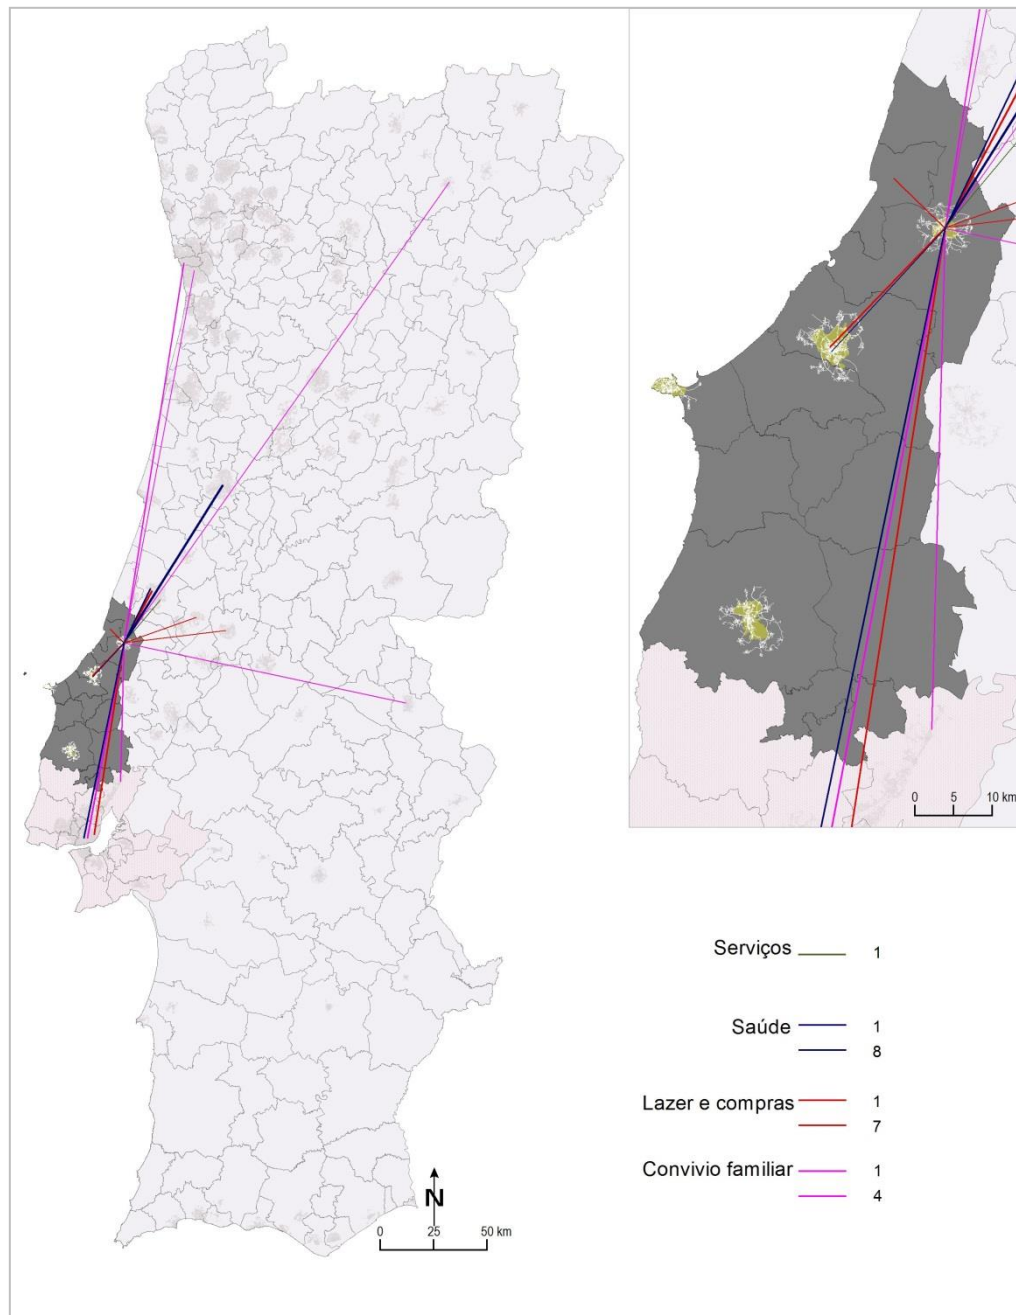 0 5 10 km
Serviços 1
Saúde 1
8
Lazer e compras 1
7
Convivio familiar 1
4
N
0 25 50 km